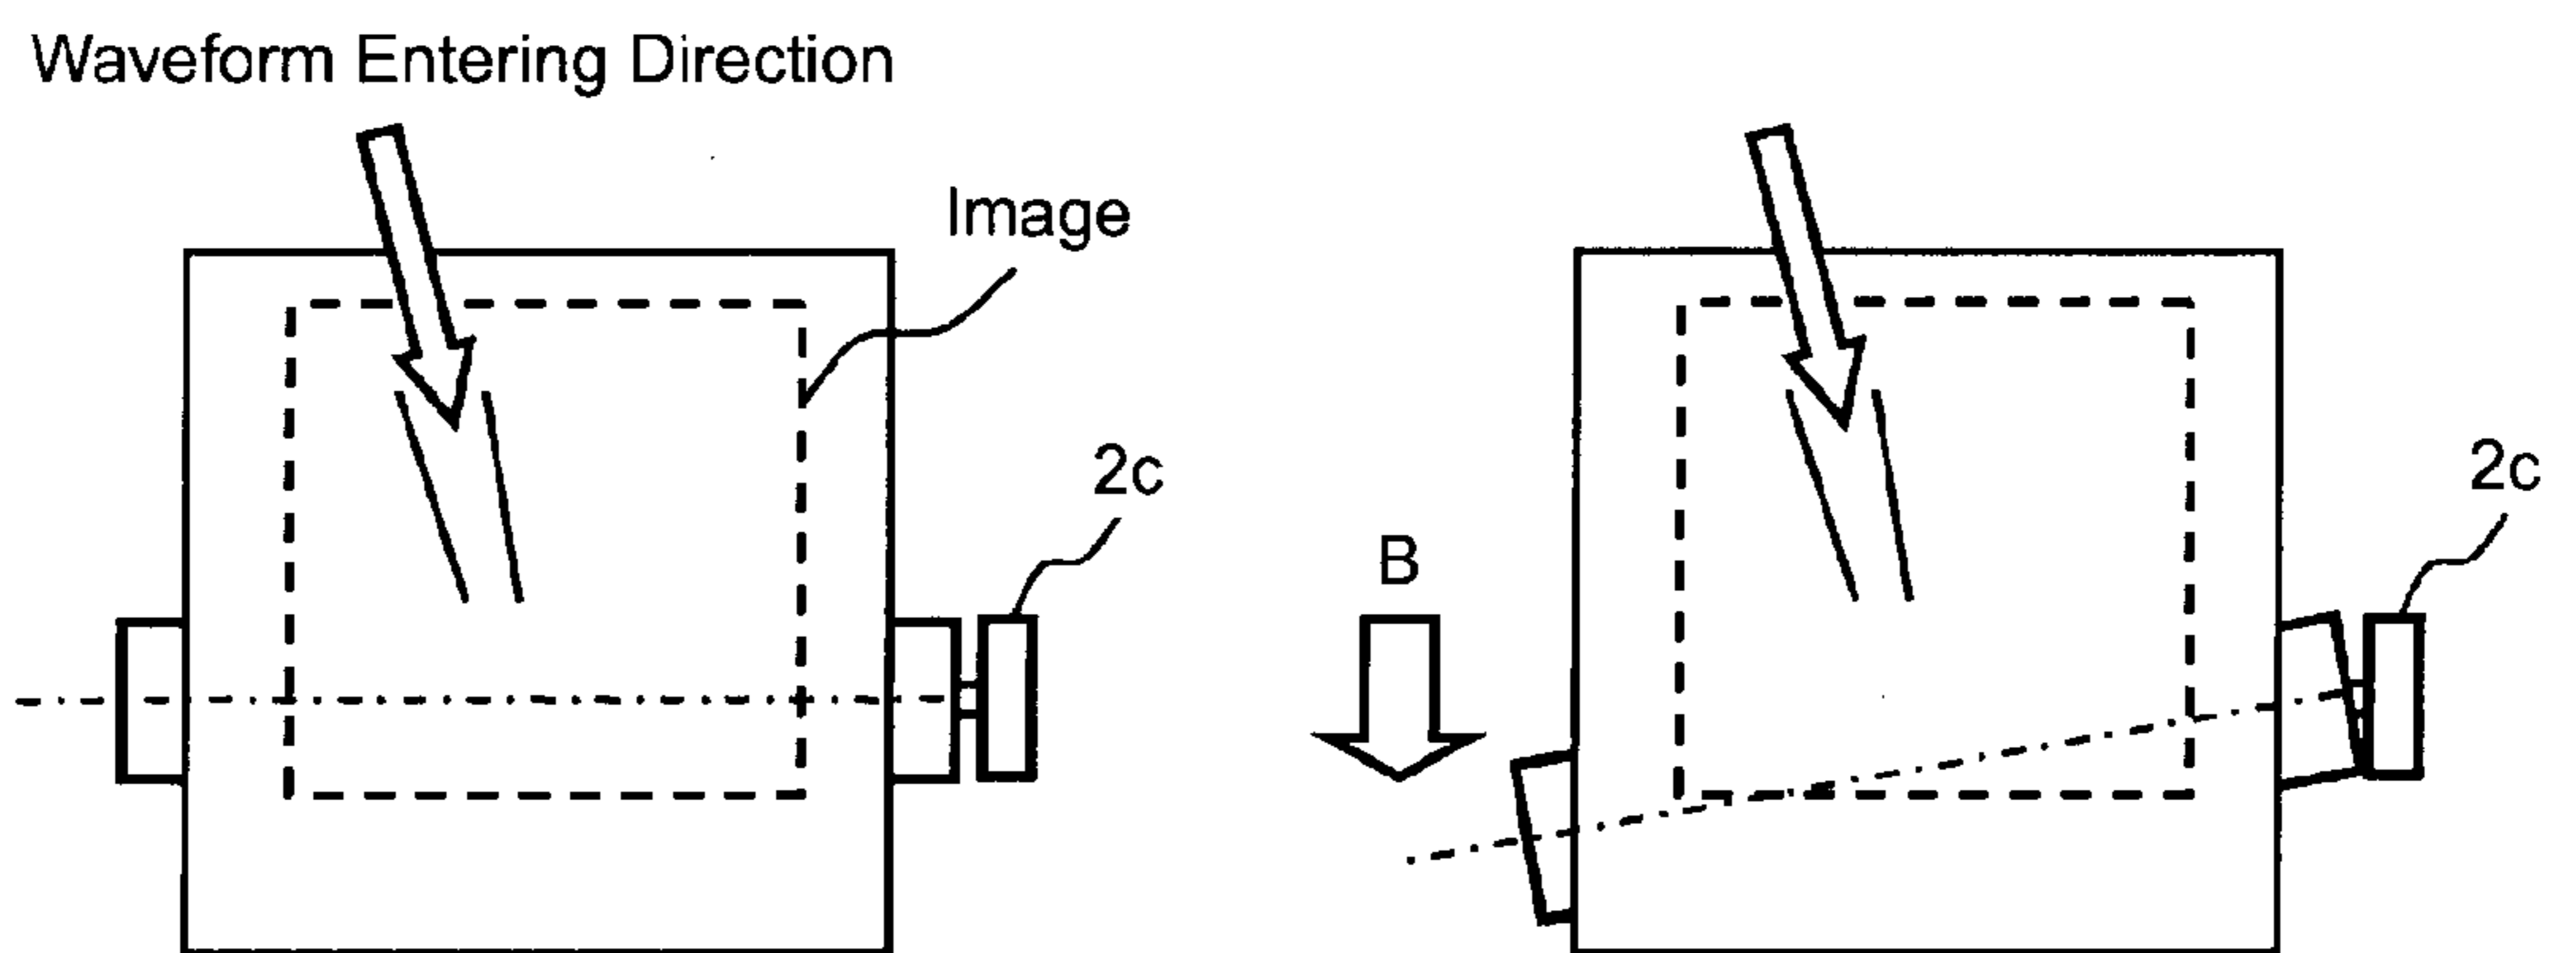 Waveform Entering Direction
Image
2c
B
2c